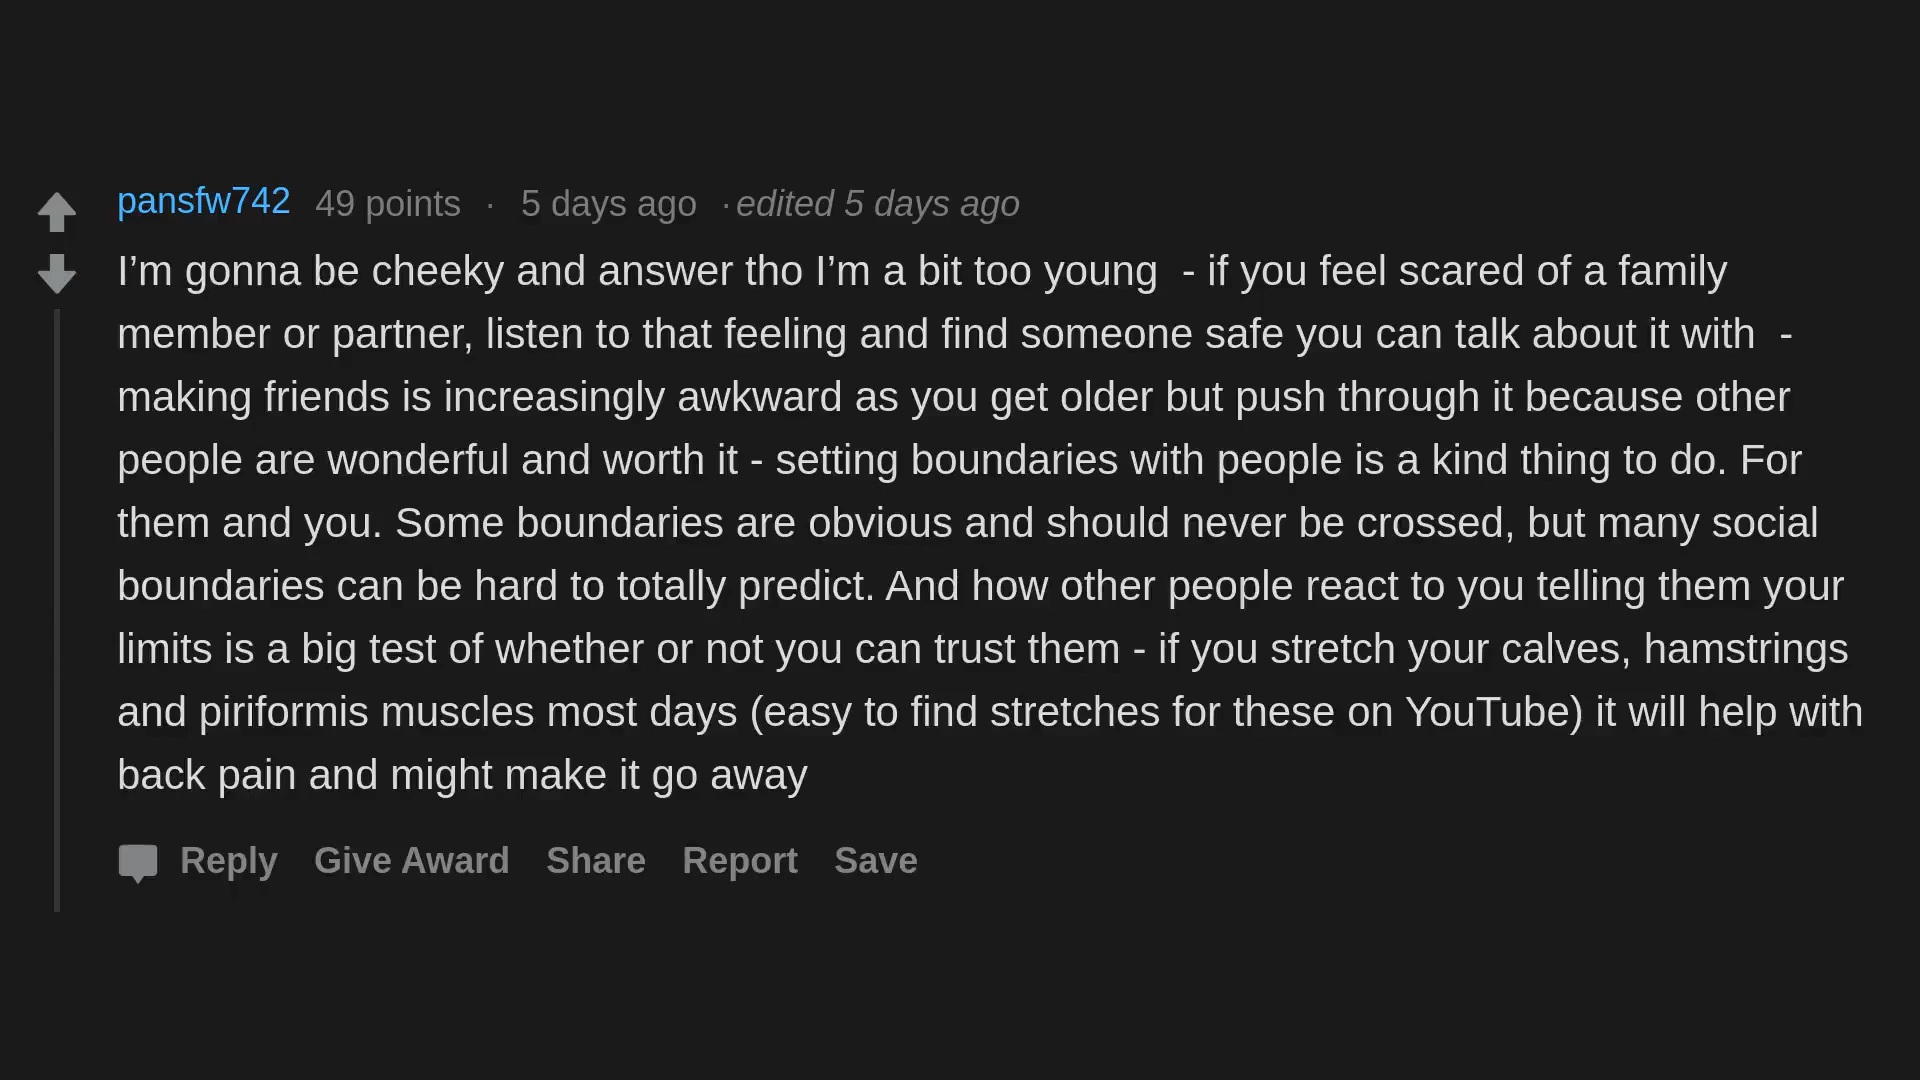 pansfw742 49 points · 5 days ago · edited 5 days ago
I’m gonna be cheeky and answer tho I’m a bit too young  - if you feel scared of a family
member or partner, listen to that feeling and find someone safe you can talk about it with  -
making friends is increasingly awkward as you get older but push through it because other
people are wonderful and worth it - setting boundaries with people is a kind thing to do. For
them and you. Some boundaries are obvious and should never be crossed, but many social
boundaries can be hard to totally predict. And how other people react to you telling them your
limits is a big test of whether or not you can trust them - if you stretch your calves, hamstrings
and piriformis muscles most days (easy to find stretches for these on YouTube) it will help with
back pain and might make it go away
Reply Give Award Share Report Save